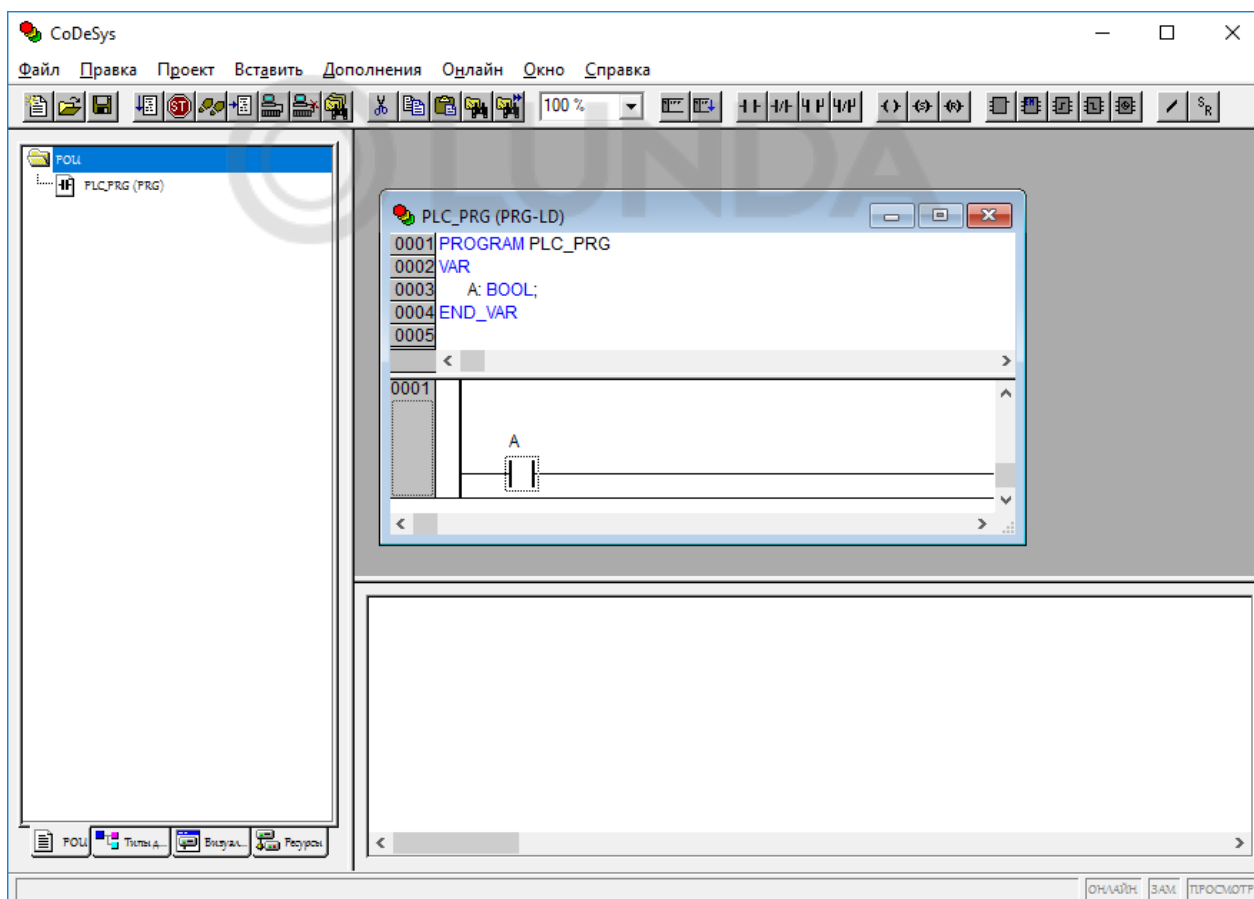 CoDeSys
Файл Правка Проект Вставить Дополнения Онлайн Окно Справка
100 %
LUNDA
POU
PLC_PRG (PRG)
PLC_PRG (PRG-LD)
0001 PROGRAM PLC_PRG
0002 VAR
0003 A: BOOL;
0004 END_VAR
0005
0001
A
POU Типы д... Визуал... Ресурсы
ОНЛАЙН ЗАМ ПРОСМОТР